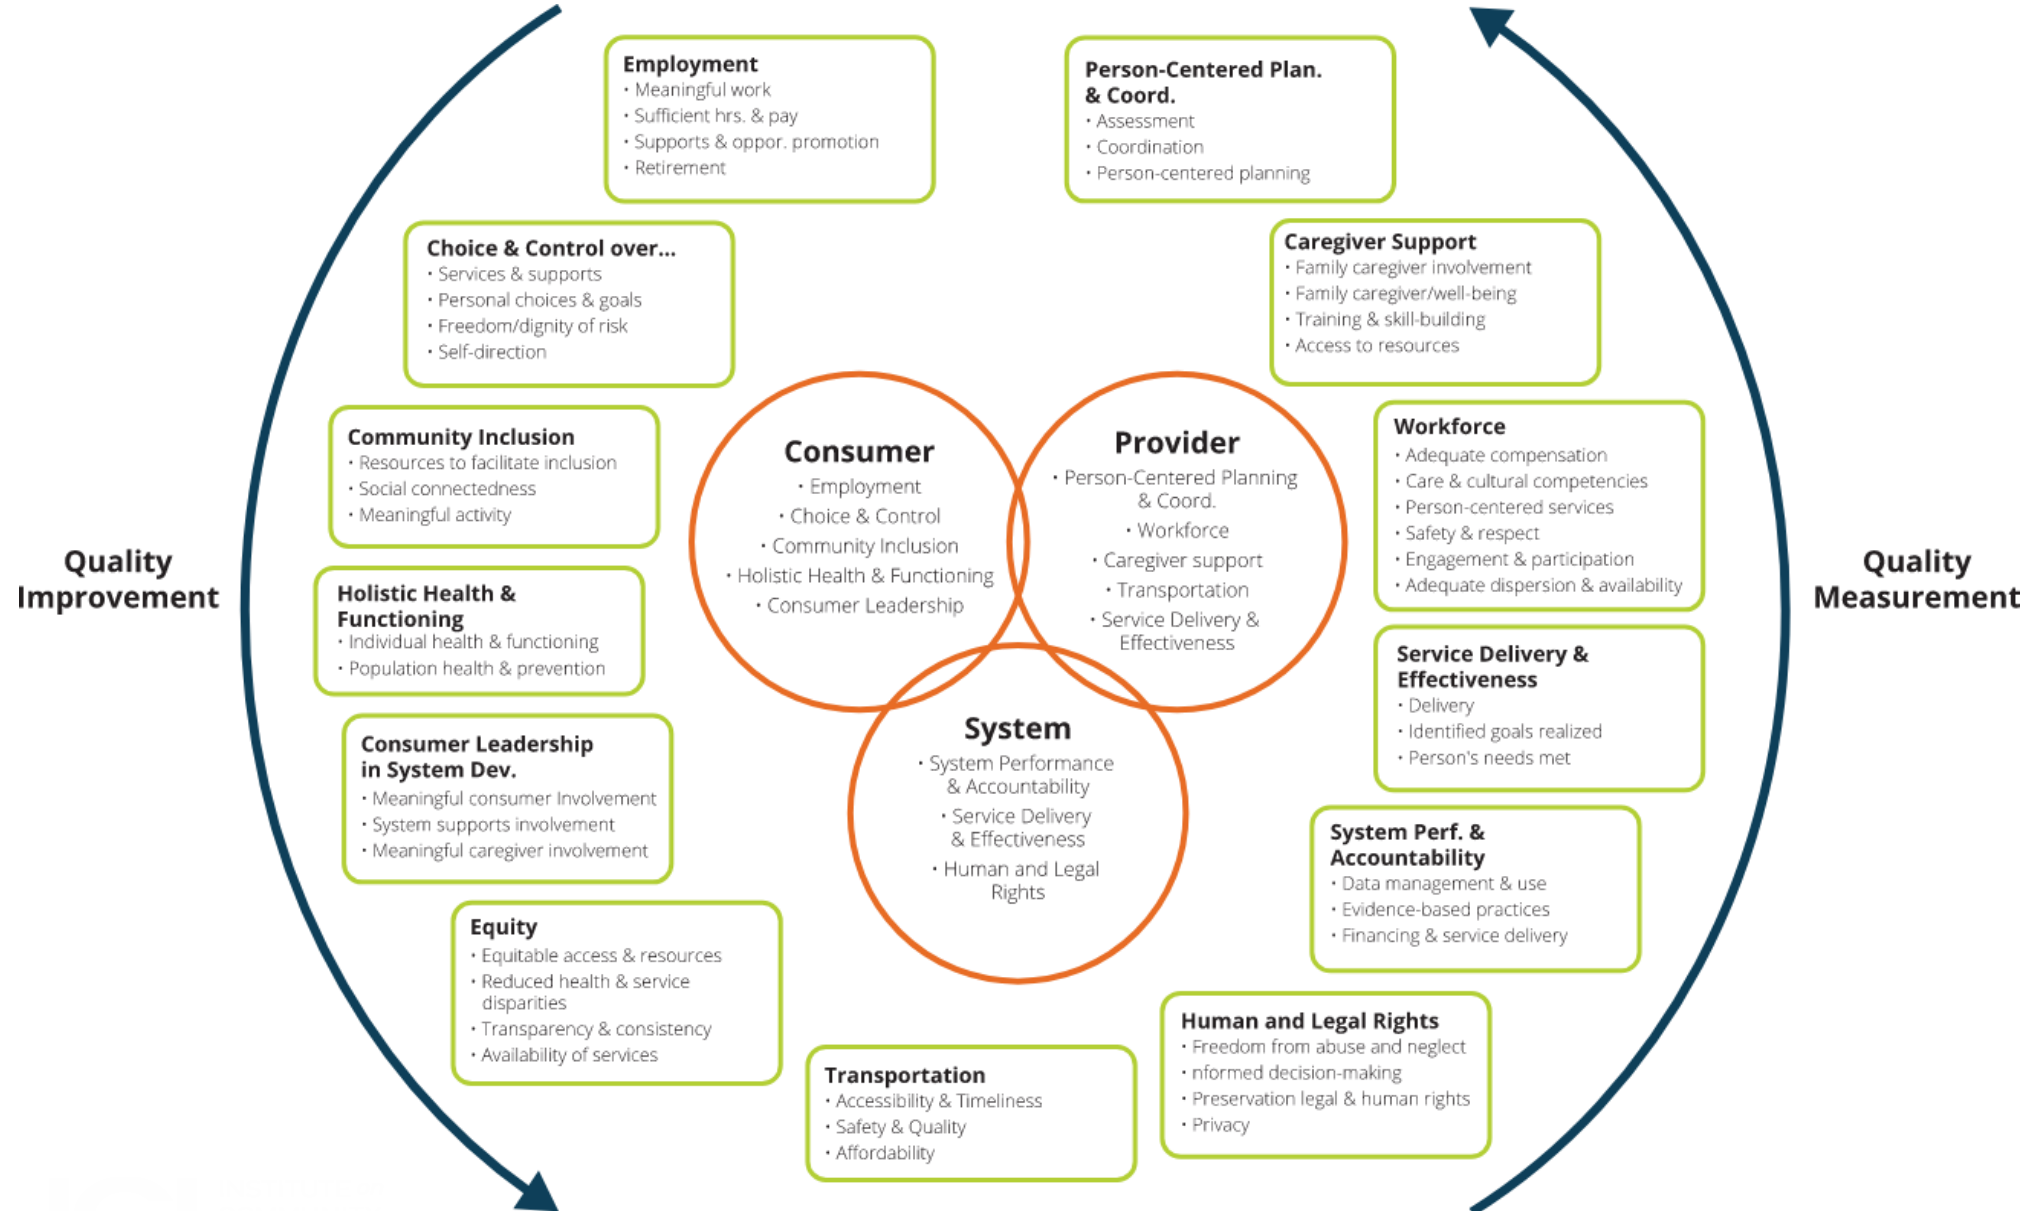 Employment
• Meaningful work
• Sufficient hrs. & pay
• Supports & oppor. promotion
• Retirement
Person-Centered Plan.
& Coord.
• Assessment
• Coordination
• Person-centered planning
Choice & Control over...
• Services & supports
• Personal choices & goals
• Freedom/dignity of risk
• Self-direction
Caregiver Support
• Family caregiver involvement
• Family caregiver/well-being
• Training & skill-building
• Access to resources
Community Inclusion
• Resources to facilitate inclusion
• Social connectedness
• Meaningful activity
Consumer
• Employment
• Choice & Control
• Community Inclusion
• Holistic Health & Functioning
• Consumer Leadership
Provider
• Person-Centered Planning
& Coord.
• Workforce
• Caregiver support
• Transportation
• Service Delivery &
Effectiveness
Workforce
• Adequate compensation
• Care & cultural competencies
• Person-centered services
• Safety & respect
• Engagement & participation
• Adequate dispersion & availability
Quality
Improvement
Quality
Measurement
Holistic Health &
Functioning
• Individual health & functioning
• Population health & prevention
Service Delivery &
Effectiveness
• Delivery
• Identified goals realized
• Person's needs met
Consumer Leadership
in System Dev.
• Meaningful consumer Involvement
• System supports involvement
• Meaningful caregiver involvement
System
• System Performance
& Accountability
• Service Delivery
& Effectiveness
• Human and Legal
Rights
System Perf. &
Accountability
• Data management & use
• Evidence-based practices
• Financing & service delivery
Equity
• Equitable access & resources
• Reduced health & service
disparities
• Transparency & consistency
• Availability of services
Human and Legal Rights
• Freedom from abuse and neglect
• nformed decision-making
• Preservation legal & human rights
• Privacy
Transportation
• Accessibility & Timeliness
• Safety & Quality
• Affordability